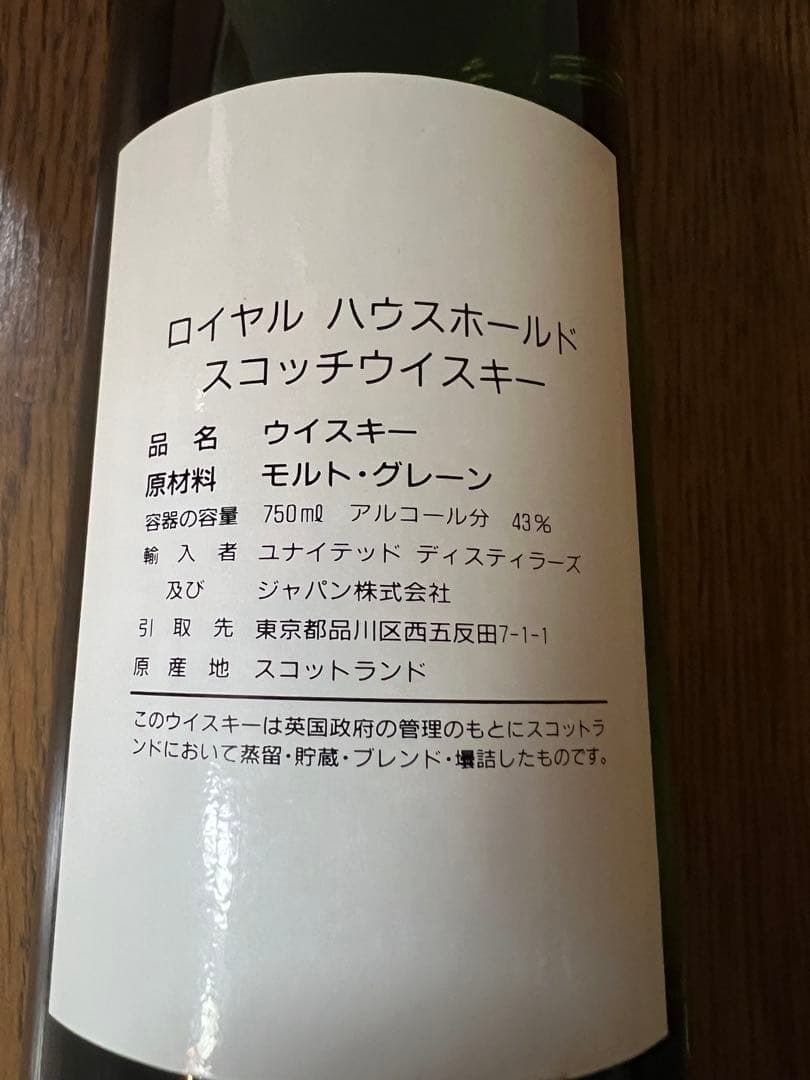 ロイヤル ハウスホールド
スコッチウイスキー
品 名 ウイスキー
原材料 モルト・グレーン
容器の容量 750㎖ アルコール分 43%
輸 入 者 ユナイテッド ディスティラーズ
及び ジャパン株式会社
引 取 先 東京都品川区西五反田7-1-1
原 産 地 スコットランド
このウイスキーは英国政府の管理のもとにスコットラ
ンドにおいて蒸留・貯蔵・ブレンド・壜詰したものです。